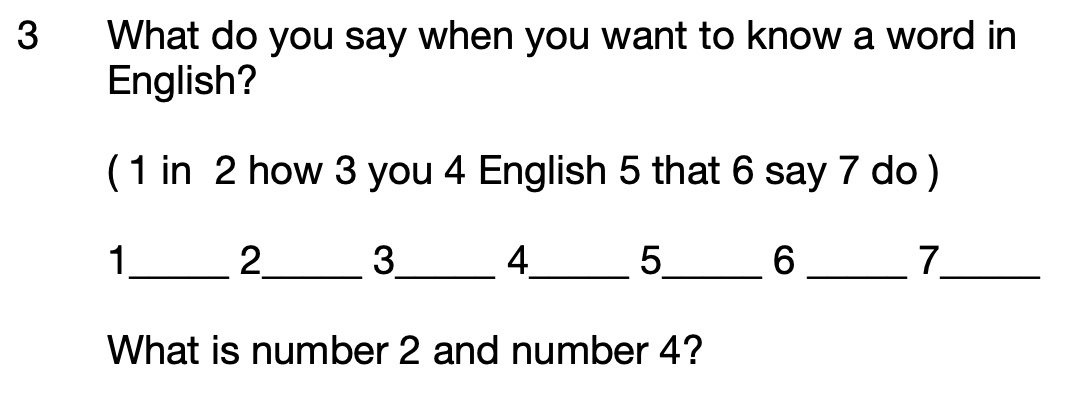 3 What do you say when you want to know a word in
English?
( 1 in 2 how 3 you 4 English 5 that 6 say 7 do )
1_____ 2_____ 3_____ 4_____ 5_____ 6 _____ 7_____
What is number 2 and number 4?